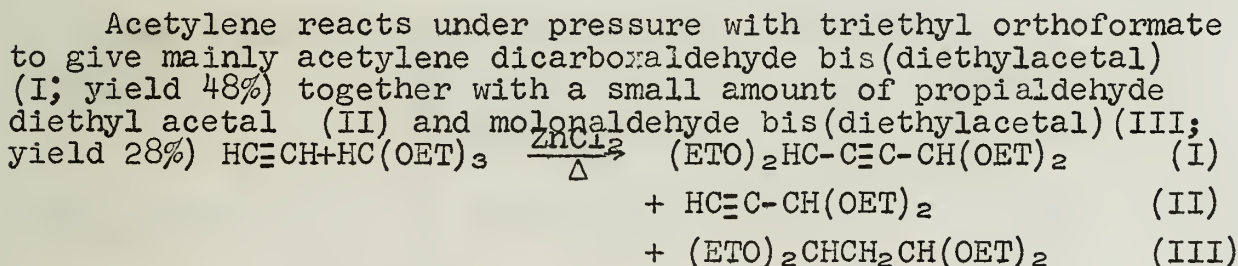 Acetylene reacts under pressure with triethyl orthoformate
to give mainly acetylene dicarboxaldehyde bis(diethylacetal)
(I; yield 48%) together with a small amount of propialdehyde
diethyl acetal (II) and molonaldehyde bis(diethylacetal)(III;
yield 28%) HC≡CH+HC(OET)₃ ZnCl₂ Δ → (ETO)₂HC-C≡C-CH(OET)₂ (I)
+ HC≡C-CH(OET)₂ (II)
+ (ETO)₂CHCH₂CH(OET)₂ (III)